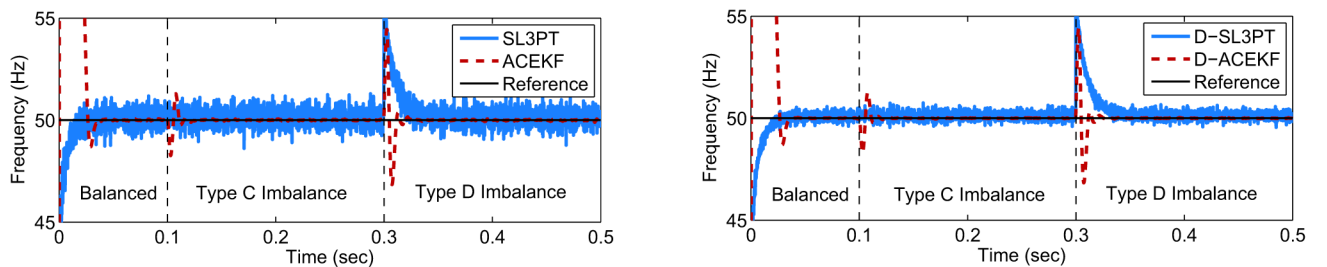 55
50
45
Frequency (Hz)
SL3PT
ACEKF
Reference
Balanced
Type C Imbalance
Type D Imbalance
0
0.1
0.2
0.3
0.4
0.5
Time (sec)
55
50
45
Frequency (Hz)
D−SL3PT
D−ACEKF
Reference
Balanced
Type C Imbalance
Type D Imbalance
0
0.1
0.2
0.3
0.4
0.5
Time (sec)